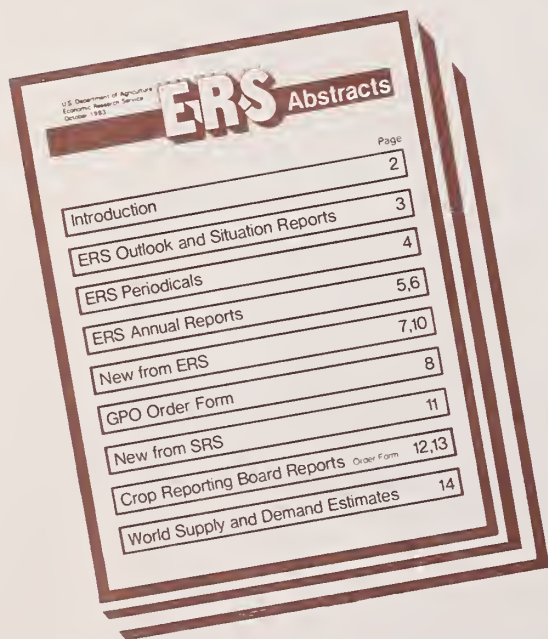 U.S. Department of Agriculture
Economic Research Service
October 1983
ERS Abstracts
Page
Introduction 2
ERS Outlook and Situation Reports 3
ERS Periodicals 4
ERS Annual Reports 5,6
New from ERS 7,10
GPO Order Form 8
New from SRS 11
Crop Reporting Board Reports Order Form 12,13
World Supply and Demand Estimates 14